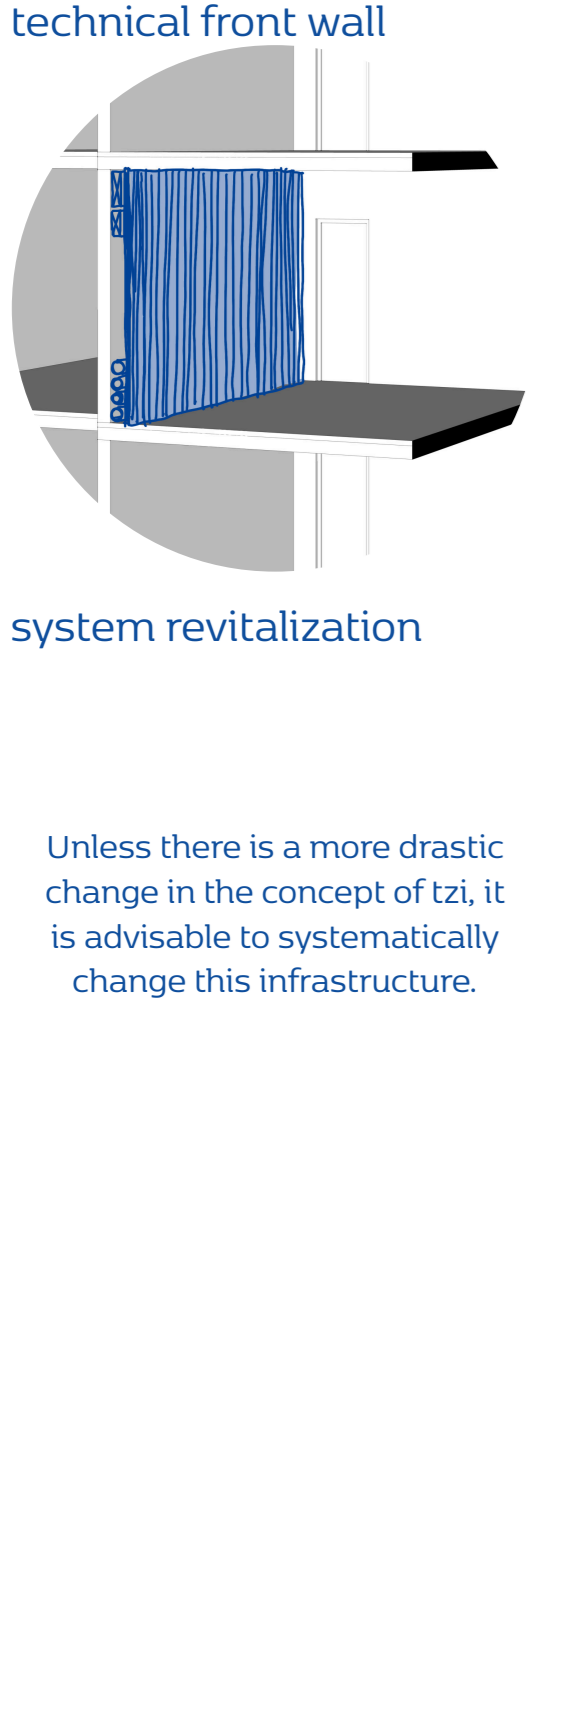 technical front wall
system revitalization
Unless there is a more drastic
change in the concept of tzi, it
is advisable to systematically
change this infrastructure.